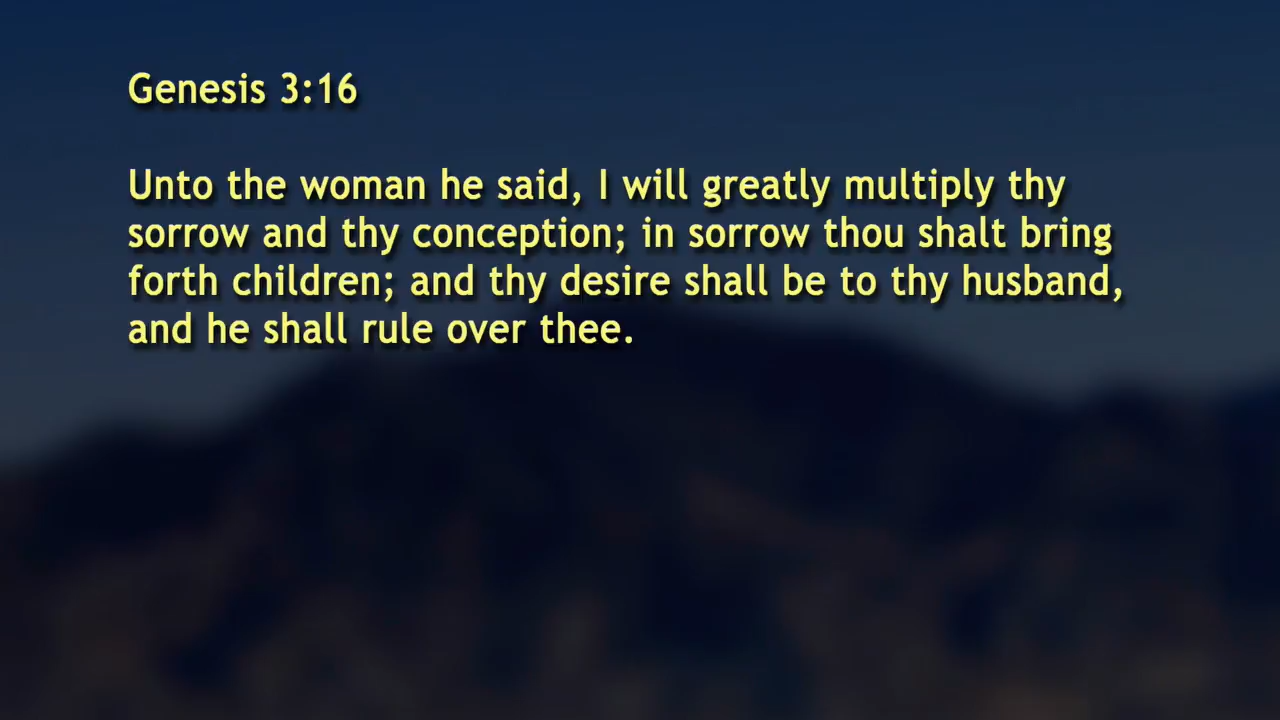 Genesis 3:16
Unto the woman he said, I will greatly multiply thy
sorrow and thy conception; in sorrow thou shalt bring
forth children; and thy desire shall be to thy husband,
and he shall rule over thee.